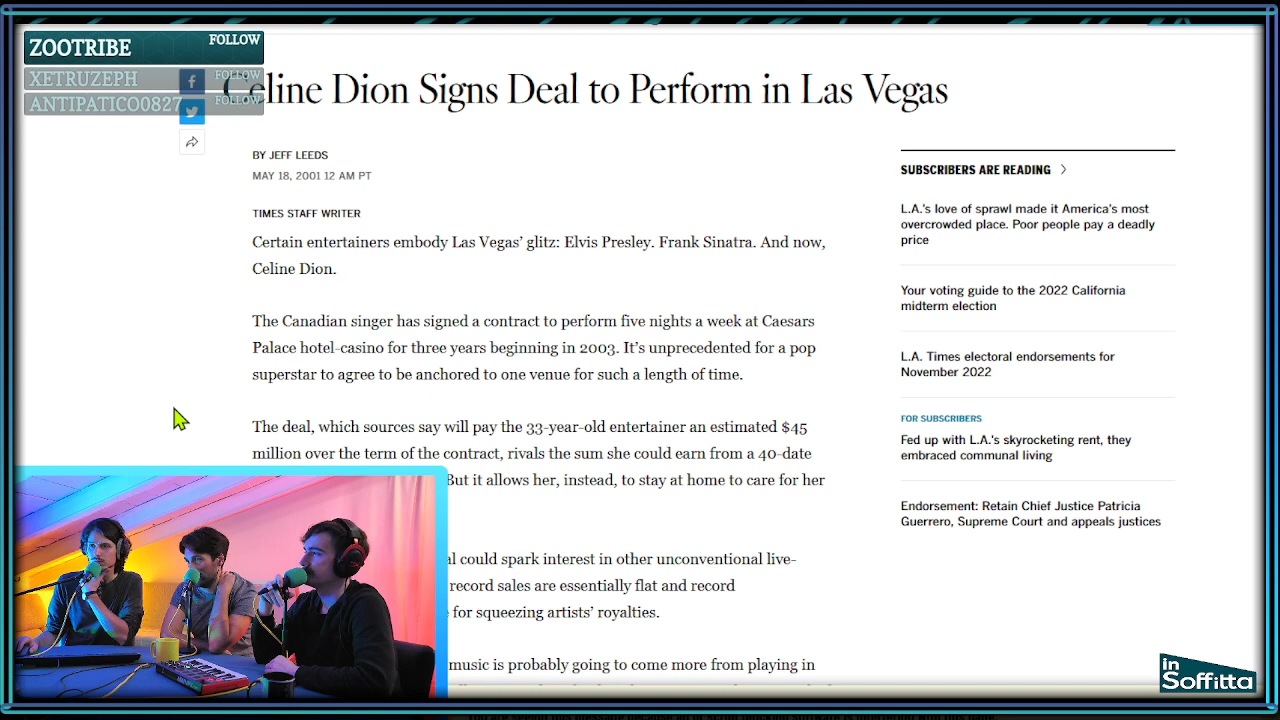 ZOOTRIBE FOLLOW
XETRUZEPH FOLLOW
ANTIPATICO0827 FOLLOW
Celine Dion Signs Deal to Perform in Las Vegas
BY JEFF LEEDS
MAY 18, 2001 12 AM PT
TIMES STAFF WRITER
Certain entertainers embody Las Vegas' glitz: Elvis Presley. Frank Sinatra. And now,
Celine Dion.
The Canadian singer has signed a contract to perform five nights a week at Caesars
Palace hotel-casino for three years beginning in 2003. It's unprecedented for a pop
superstar to agree to be anchored to one venue for such a length of time.
The deal, which sources say will pay the 33-year-old entertainer an estimated $45
million over the term of the contract, rivals the sum she could earn from a 40-date
But it allows her, instead, to stay at home to care for her
al could spark interest in other unconventional live-
record sales are essentially flat and record
for squeezing artists' royalties.
music is probably going to come more from playing in
SUBSCRIBERS ARE READING
L.A.'s love of sprawl made it America's most
overcrowded place. Poor people pay a deadly
price
Your voting guide to the 2022 California
midterm election
L.A. Times electoral endorsements for
November 2022
FOR SUBSCRIBERS
Fed up with L.A.'s skyrocketing rent, they
embraced communal living
Endorsement: Retain Chief Justice Patricia
Guerrero, Supreme Court and appeals justices
in
Soffitta